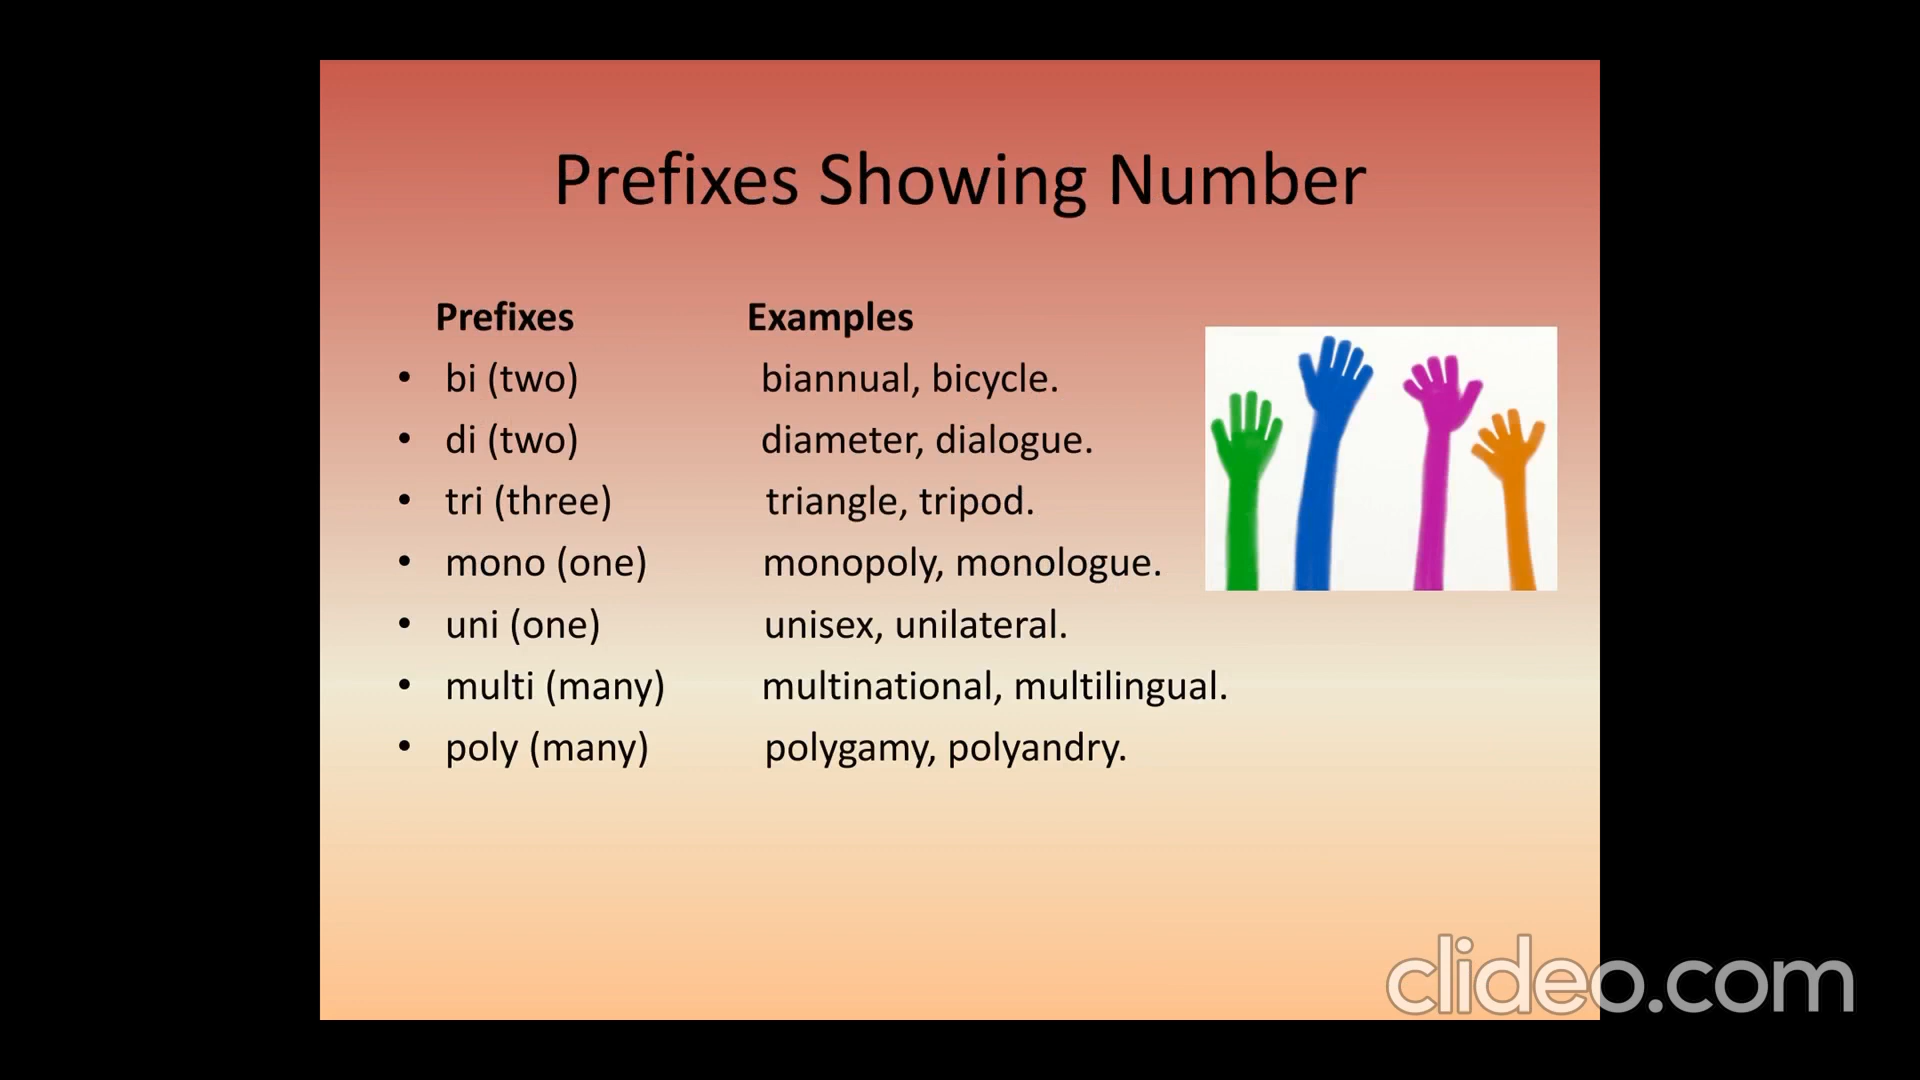 Prefixes Showing Number
Prefixes Examples
• bi (two) biannual, bicycle.
• di (two) diameter, dialogue.
• tri (three) triangle, tripod.
• mono (one) monopoly, monologue.
• uni (one) unisex, unilateral.
• multi (many) multinational, multilingual.
• poly (many) polygamy, polyandry.
clideo.com